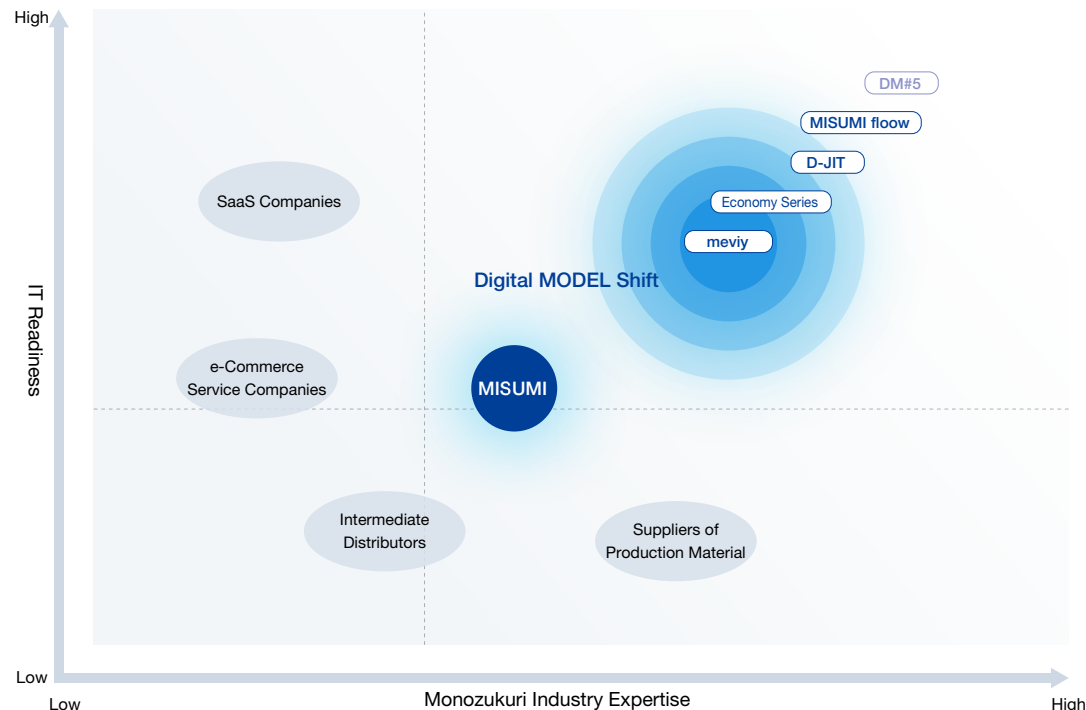 High
DM#5
MISUMI floow
D-JIT
SaaS Companies
Economy Series
meviy
Digital MODEL Shift
IT Readiness
e-Commerce
Service Companies
MISUMI
Intermediate
Distributors
Suppliers of
Production Material
Low
Low
Monozukuri Industry Expertise
High